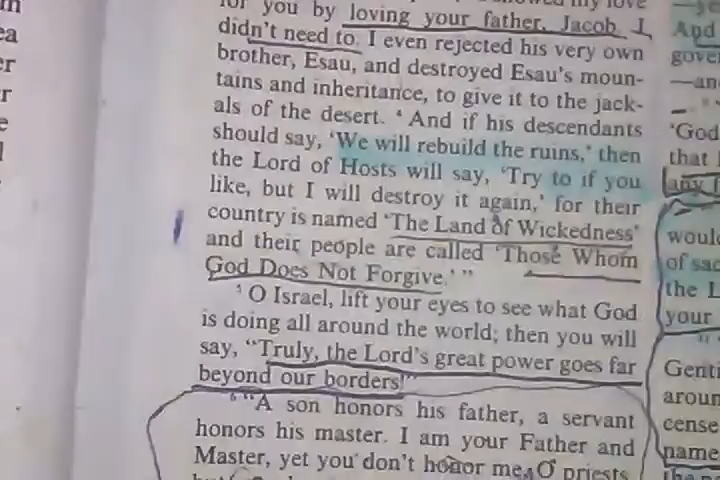 for you by loving your father, Jacob. I
didn't need to. I even rejected his very own
brother, Esau, and destroyed Esau's moun-
tains and inheritance, to give it to the jack-
als of the desert. ⁴ And if his descendants
should say, 'We will rebuild the ruins,' then
the Lord of Hosts will say, 'Try to if you
like, but I will destroy it again,' for their
country is named 'The Land of Wickedness'
and their people are called 'Those Whom
God Does Not Forgive.' "
⁵ O Israel, lift your eyes to see what God
is doing all around the world; then you will
say, "Truly, the Lord's great power goes far
beyond our borders!"
⁶ "A son honors his father, a servant
honors his master. I am your Father and
Master, yet you don't honor me, O priests,
And
—an
'God
that
any
would
of sac
the L
your
Genti
aroun
cense
name